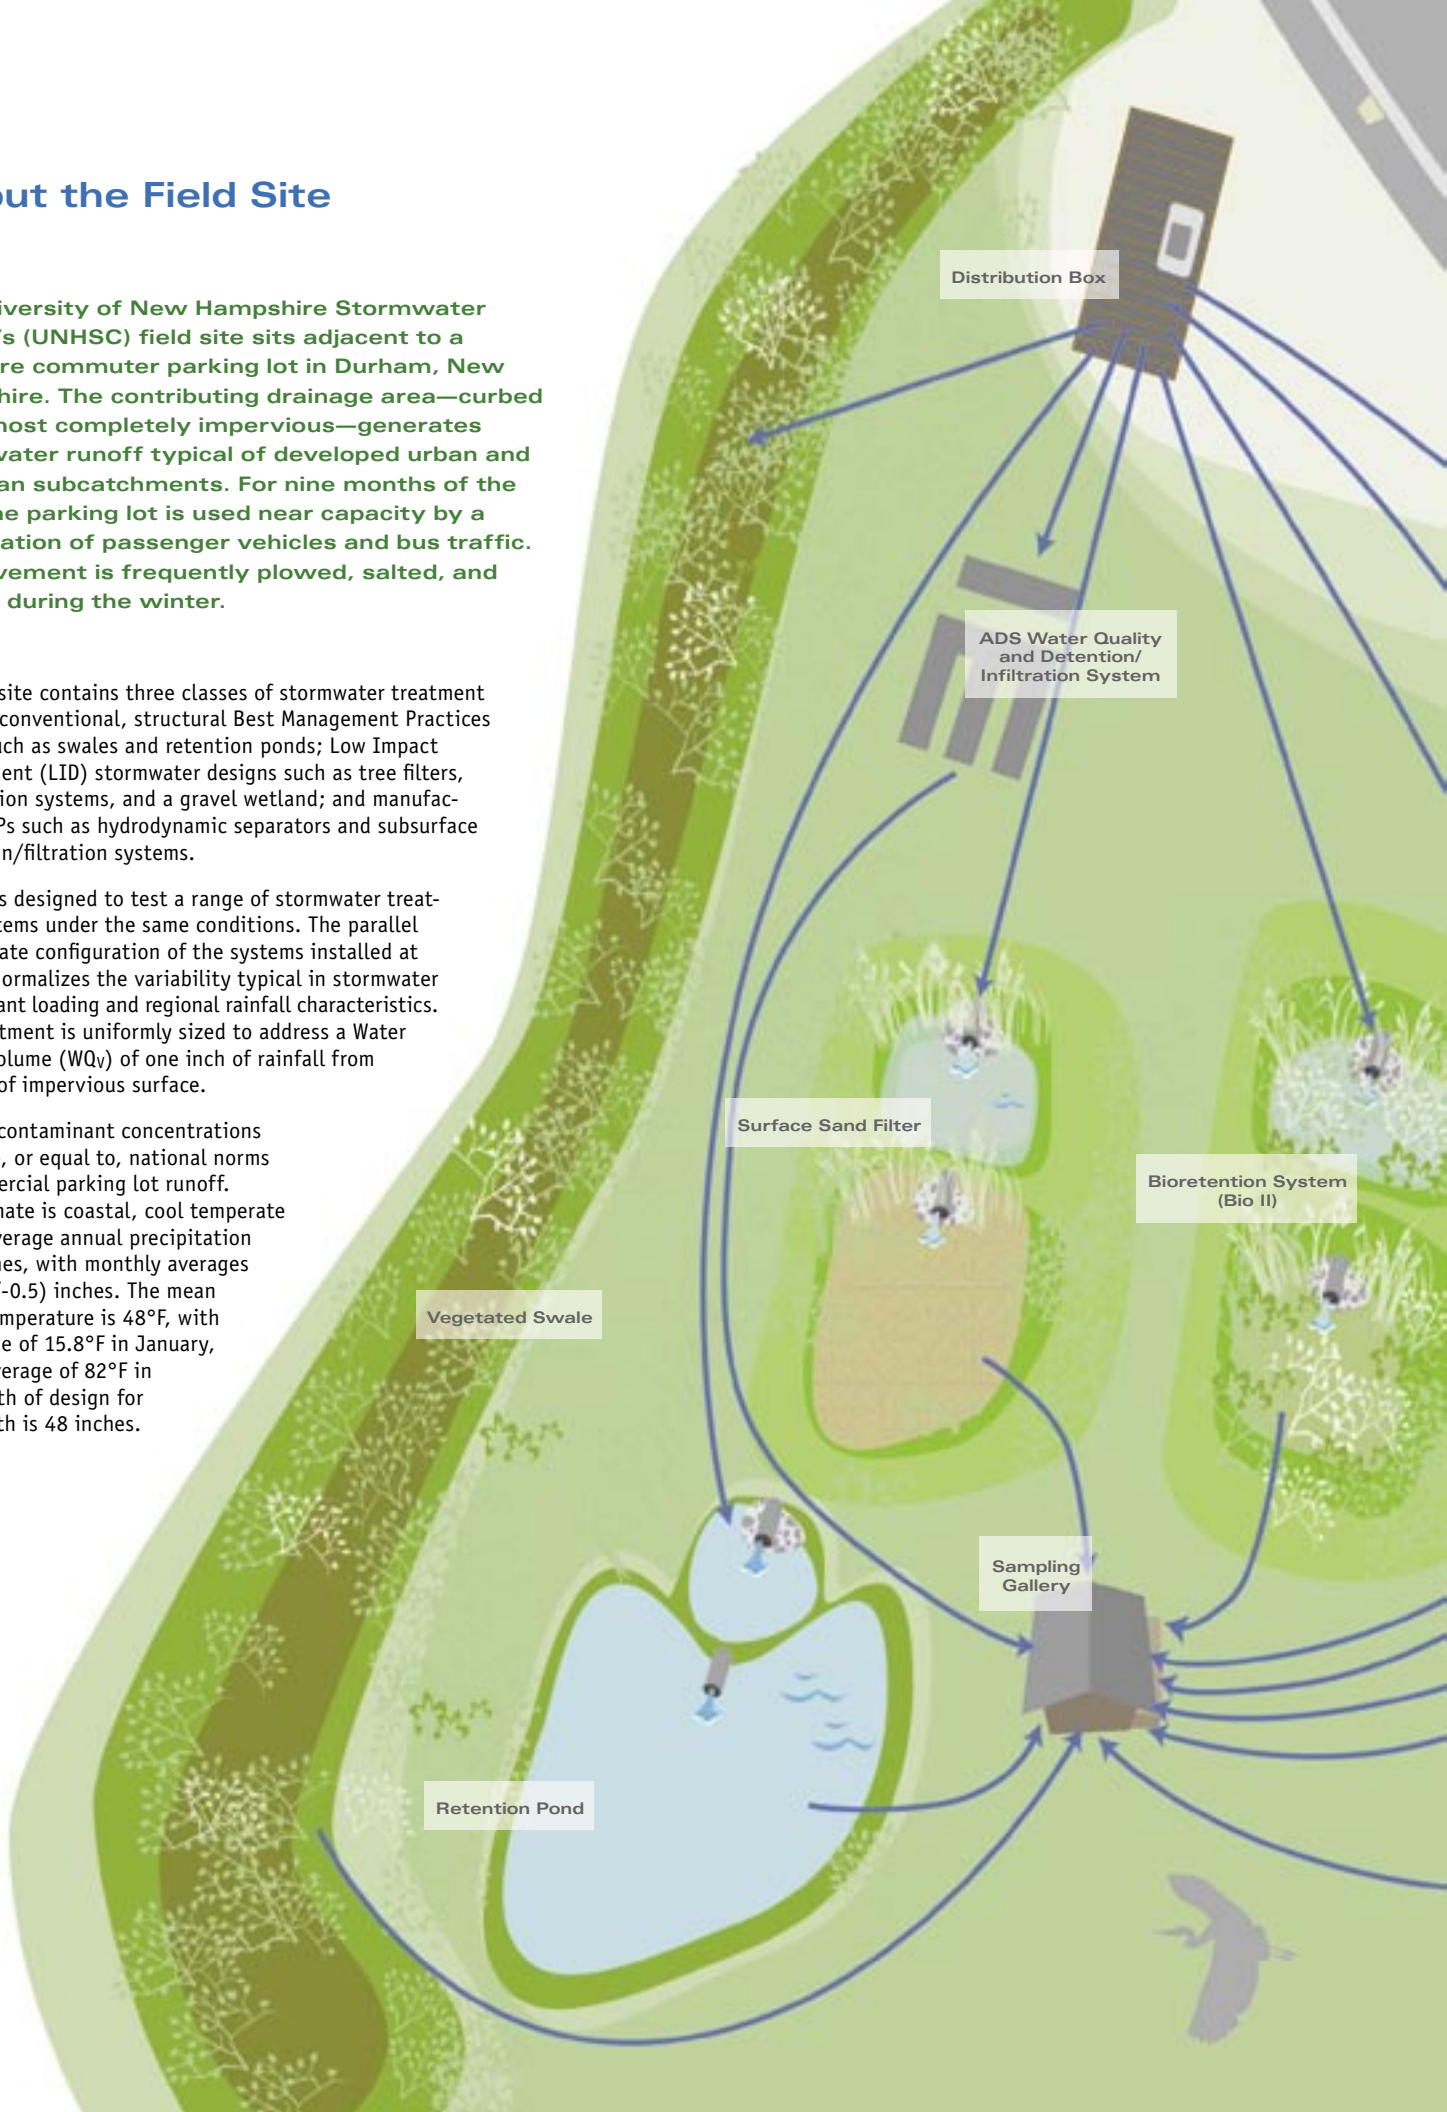 out the Field Site
iversity of New Hampshire Stormwater
's (UNHSC) field site sits adjacent to a
re commuter parking lot in Durham, New
hire. The contributing drainage area—curbed
most completely impervious—generates
vater runoff typical of developed urban and
an subcatchments. For nine months of the
he parking lot is used near capacity by a
ation of passenger vehicles and bus traffic.
vement is frequently plowed, salted, and
during the winter.
site contains three classes of stormwater treatment
conventional, structural Best Management Practices
uch as swales and retention ponds; Low Impact
ent (LID) stormwater designs such as tree filters,
ion systems, and a gravel wetland; and manufac-
Ps such as hydrodynamic separators and subsurface
n/filtration systems.
s designed to test a range of stormwater treat-
tems under the same conditions. The parallel
ate configuration of the systems installed at
ormalizes the variability typical in stormwater
ant loading and regional rainfall characteristics.
tment is uniformly sized to address a Water
olume (WQV) of one inch of rainfall from
of impervious surface.
contaminant concentrations
, or equal to, national norms
ercial parking lot runoff.
mate is coastal, cool temperate
verage annual precipitation
nes, with monthly averages
/-0.5) inches. The mean
emperature is 48°F, with
e of 15.8°F in January,
verage of 82°F in
th of design for
th is 48 inches.
Distribution Box
ADS Water Quality
and Detention/
Infiltration System
Surface Sand Filter
Bioretention System
(Bio II)
Vegetated Swale
Sampling
Gallery
Retention Pond